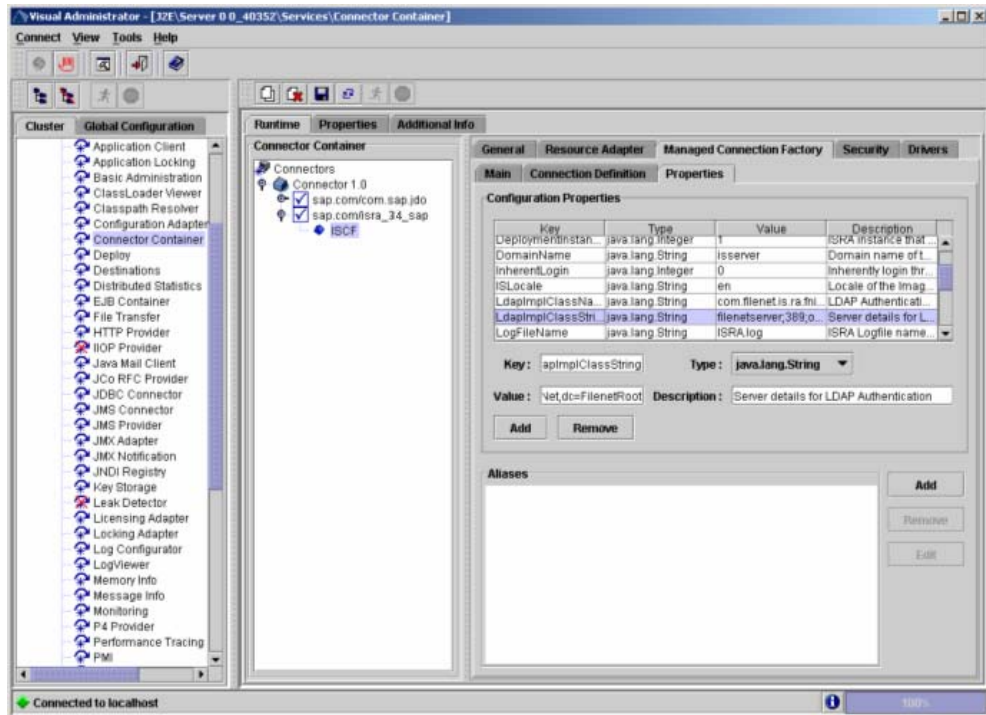 Visual Administrator - [J2E\Server 0 0_40352\Services\Connector Container]
Connect View Tools Help
Cluster Global Configuration
Application Client
Application Locking
Basic Administration
ClassLoader Viewer
Classpath Resolver
Configuration Adapter
Connector Container
Deploy
Destinations
Distributed Statistics
EJB Container
File Transfer
HTTP Provider
IIOP Provider
Java Mail Client
JCo RFC Provider
JDBC Connector
JMS Connector
JMS Provider
JMX Adapter
JMX Notification
JNDI Registry
Key Storage
Leak Detector
Licensing Adapter
Locking Adapter
Log Configurator
LogViewer
Memory Info
Message Info
Monitoring
P4 Provider
Performance Tracing
PMI
Runtime Properties Additional Info
Connector Container
Connectors
Connector 1.0
sap.com/com.sap.jdo
sap.com/isra_34_sap
ISCF
General Resource Adapter Managed Connection Factory Security Drivers
Main Connection Definition Properties
Configuration Properties
Key Type Value Description
DeploymentInstan... java.lang.Integer 1 ISRA instance that ...
DomainName java.lang.String isserver Domain name of t...
InherentLogin java.lang.Integer 0 Inherently login thr...
ISLocale java.lang.String en Locale of the Imag...
LdapImplClassNa... java.lang.String com.filenet.is.ra.fni... LDAP Authenticati...
LdapImplClassStri... java.lang.String filenetserver,389,o... Server details for L...
LogFileName java.lang.String ISRA.log ISRA Logfile name...
Key: apImplClassString Type: java.lang.String
Value: Net,dc=FilenetRoot Description: Server details for LDAP Authentication
Add Remove
Aliases
Add
Remove
Edit
Connected to localhost
100%